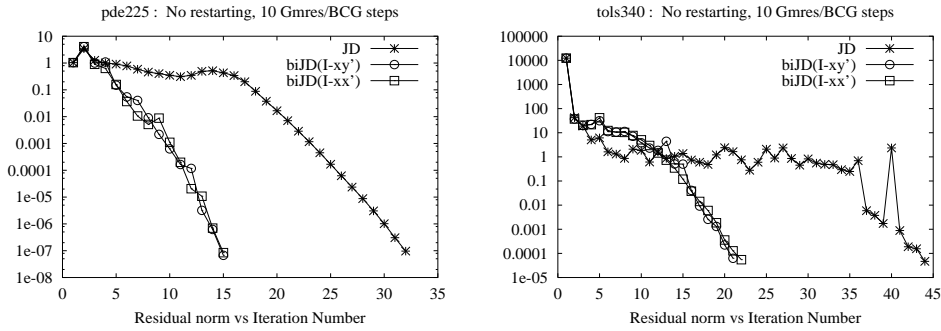 pde225 : No restarting, 10 Gmres/BCG steps
10
1
0.1
0.01
0.001
0.0001
1e-05
1e-06
1e-07
1e-08
JD
biJD(I-xy')
biJD(I-xx')
0 5 10 15 20 25 30 35
Residual norm vs Iteration Number
tols340 : No restarting, 10 Gmres/BCG steps
100000
10000
1000
100
10
1
0.1
0.01
0.001
0.0001
1e-05
JD
biJD(I-xy')
biJD(I-xx')
0 5 10 15 20 25 30 35 40 45
Residual norm vs Iteration Number